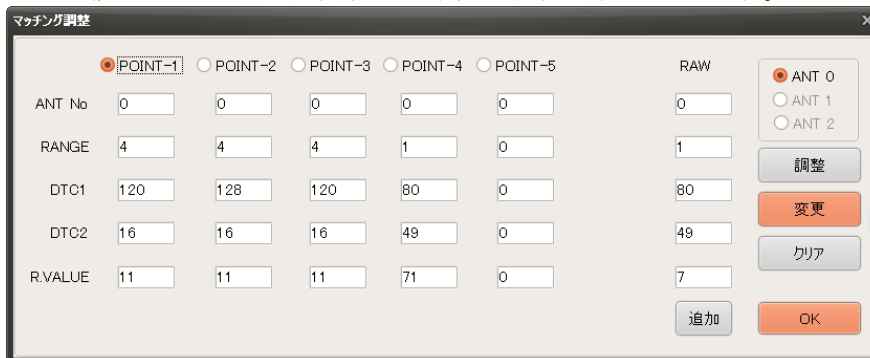 マッチング調整
POINT-1 POINT-2 POINT-3 POINT-4 POINT-5 RAW
ANT No 0 0 0 0 0 0
RANGE 4 4 4 1 0 1
DTC1 120 128 120 80 0 80
DTC2 16 16 16 49 0 49
R.VALUE 11 11 11 71 0 7
追加
ANT 0
ANT 1
ANT 2
調整
変更
クリア
OK